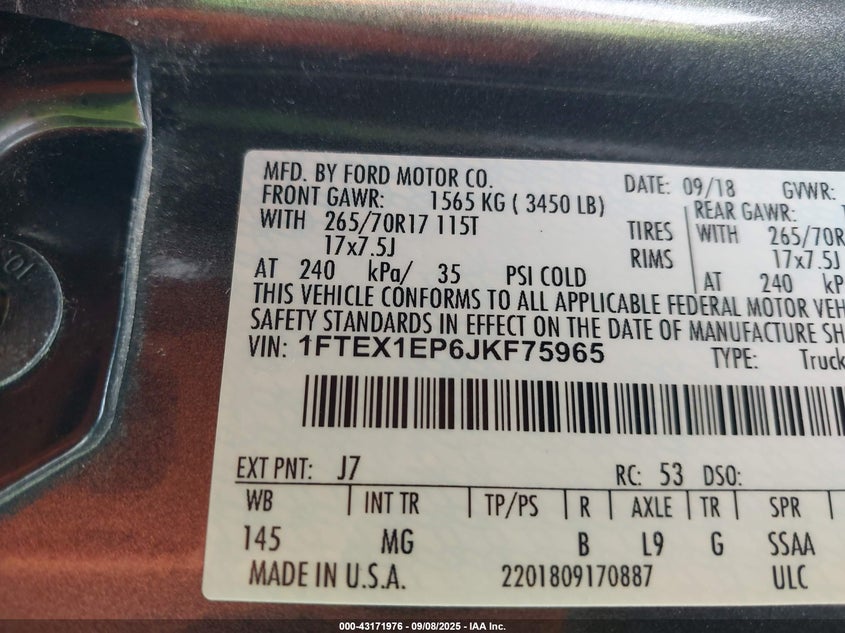 MFD. BY FORD MOTOR CO.
DATE: 09/18 GVWR:
FRONT GAWR: 1565 KG ( 3450 LB)
REAR GAWR:
WITH 265/70R17 115T TIRES WITH 265/70R
17x7.5J RIMS 17x7.5J
AT 240 kPa/ 35 PSI COLD AT 240 kP
THIS VEHICLE CONFORMS TO ALL APPLICABLE FEDERAL MOTOR VEH
SAFETY STANDARDS IN EFFECT ON THE DATE OF MANUFACTURE SH
VIN: 1FTEX1EP6JKF75965
TYPE: Truck
EXT PNT: J7 RC: 53 DSO:
WB INT TR TP/PS R AXLE TR SPR
145 MG B L9 G SSAA
MADE IN U.S.A. 2201809170887 ULC
000-43171976 - 09/08/2025 - IAA Inc.